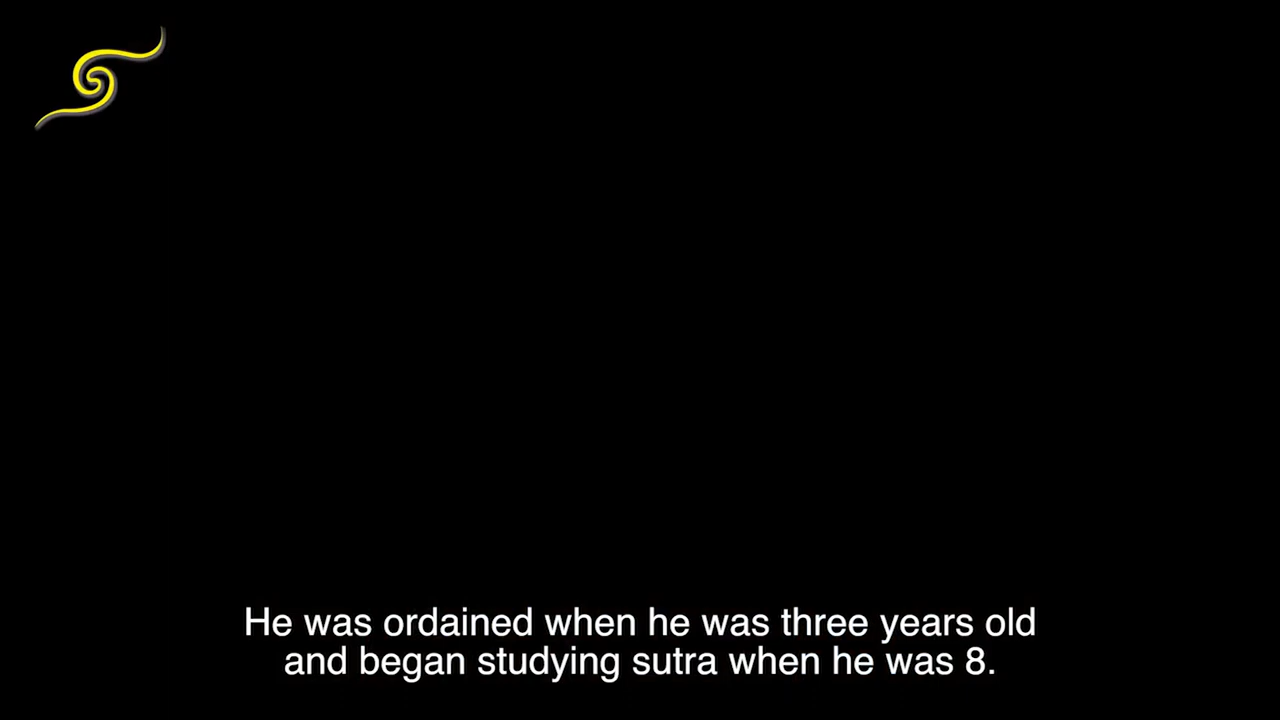 He was ordained when he was three years old
and began studying sutra when he was 8.